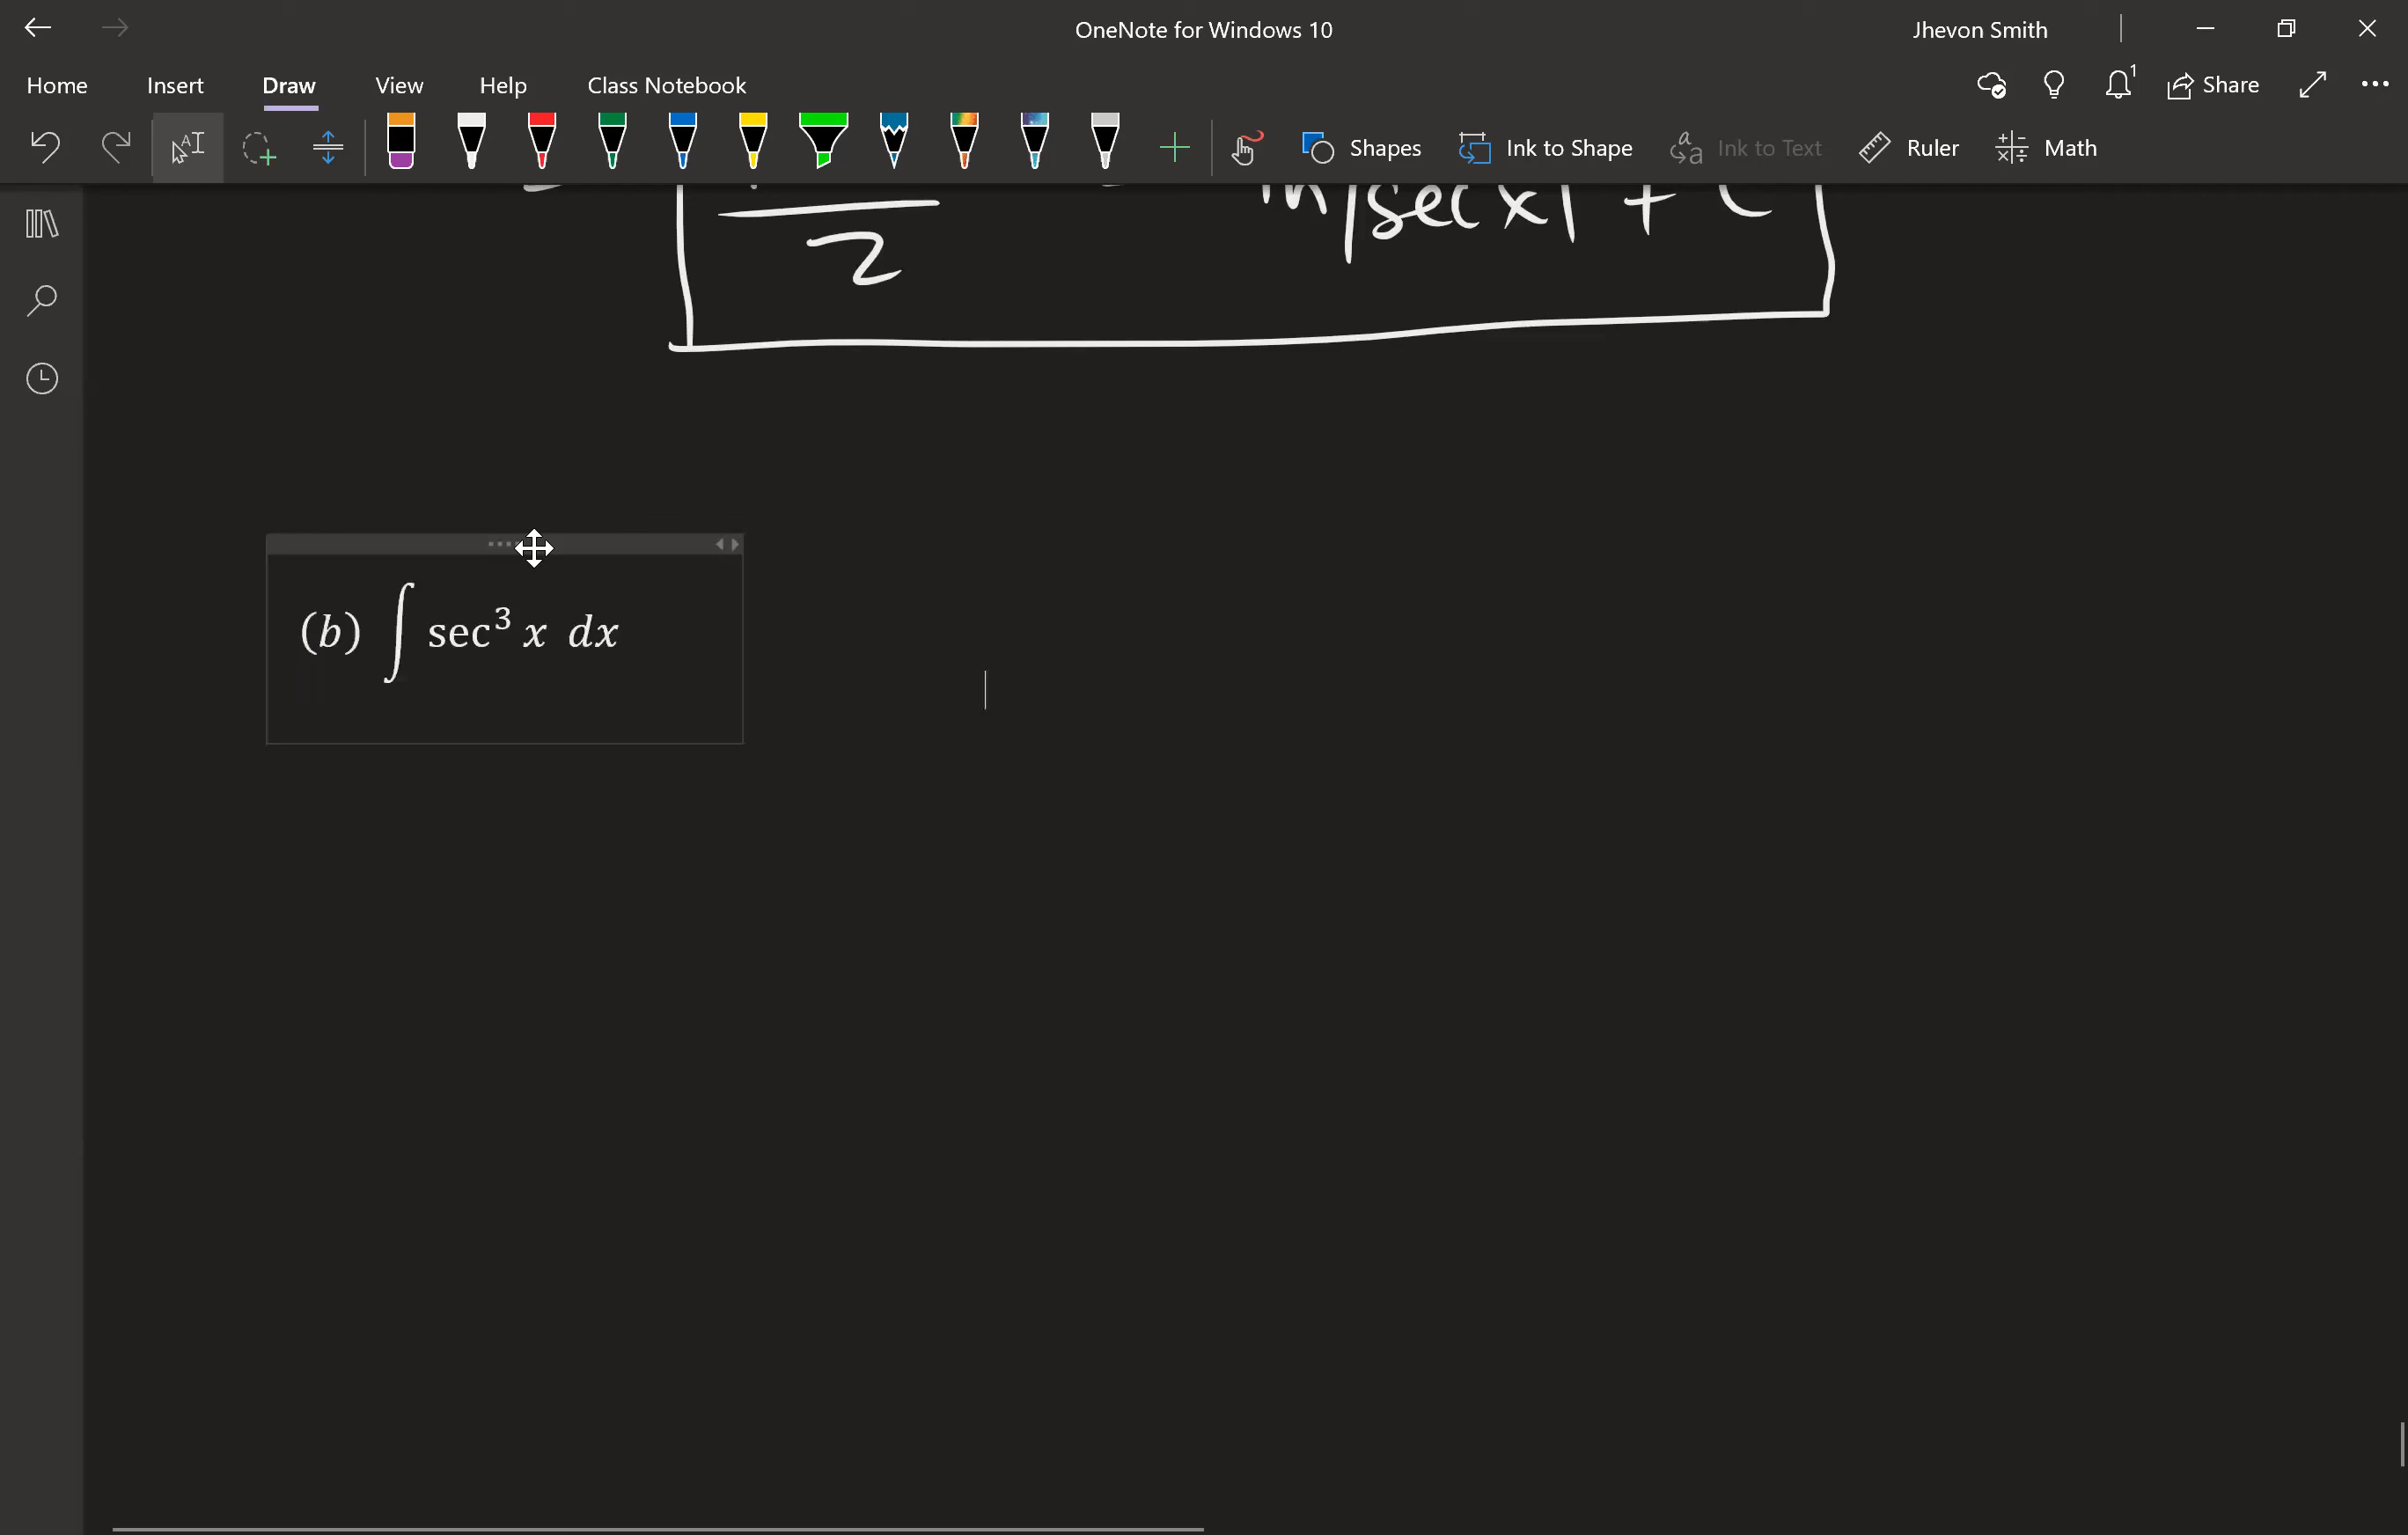 OneNote for Windows 10
Jhevon Smith
Home Insert Draw View Help Class Notebook
1 Share
Shapes Ink to Shape Ink to Text Ruler Math
2 |sec x| + C
(b) ∫ sec³ x dx